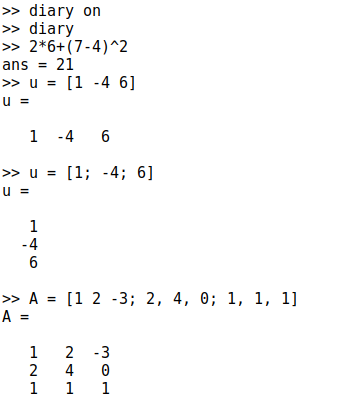 >> diary on
>> diary
>> 2*6+(7-4)^2
ans = 21
>> u = [1 -4 6]
u =
1 -4 6
>> u = [1; -4; 6]
u =
1
-4
6
>> A = [1 2 -3; 2, 4, 0; 1, 1, 1]
A =
1 2 -3
2 4 0
1 1 1